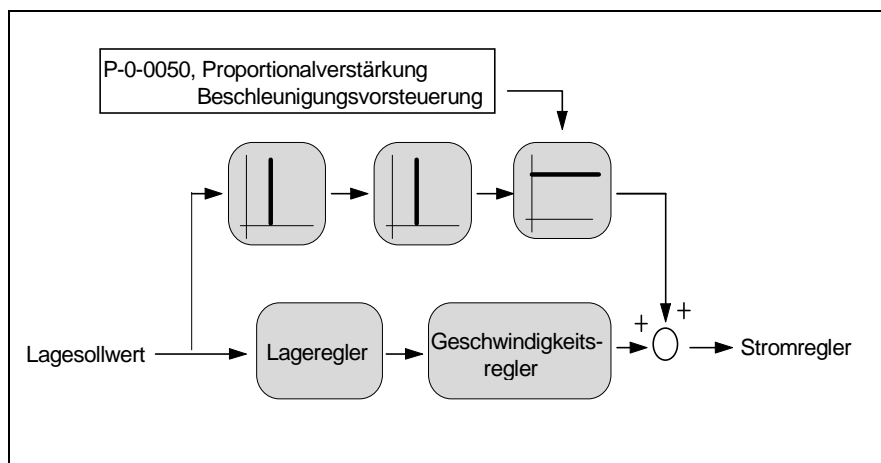 P-0-0050, Proportionalverstärkung
Beschleunigungsvorsteuerung
+
+
Lagesollwert
Lageregler
Geschwindigkeits-
regler
Stromregler